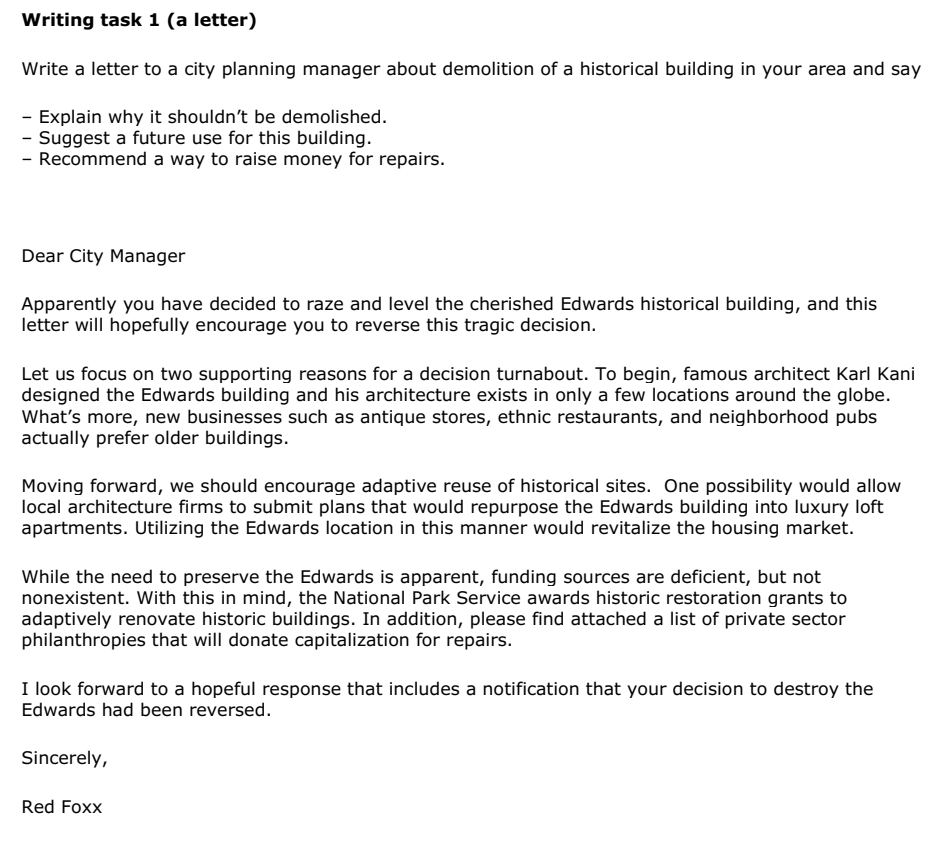 Writing task 1 (a letter)
Write a letter to a city planning manager about demolition of a historical building in your area and say
– Explain why it shouldn't be demolished.
– Suggest a future use for this building.
– Recommend a way to raise money for repairs.
Dear City Manager
Apparently you have decided to raze and level the cherished Edwards historical building, and this
letter will hopefully encourage you to reverse this tragic decision.
Let us focus on two supporting reasons for a decision turnabout. To begin, famous architect Karl Kani
designed the Edwards building and his architecture exists in only a few locations around the globe.
What's more, new businesses such as antique stores, ethnic restaurants, and neighborhood pubs
actually prefer older buildings.
Moving forward, we should encourage adaptive reuse of historical sites.  One possibility would allow
local architecture firms to submit plans that would repurpose the Edwards building into luxury loft
apartments. Utilizing the Edwards location in this manner would revitalize the housing market.
While the need to preserve the Edwards is apparent, funding sources are deficient, but not
nonexistent. With this in mind, the National Park Service awards historic restoration grants to
adaptively renovate historic buildings. In addition, please find attached a list of private sector
philanthropies that will donate capitalization for repairs.
I look forward to a hopeful response that includes a notification that your decision to destroy the
Edwards had been reversed.
Sincerely,
Red Foxx